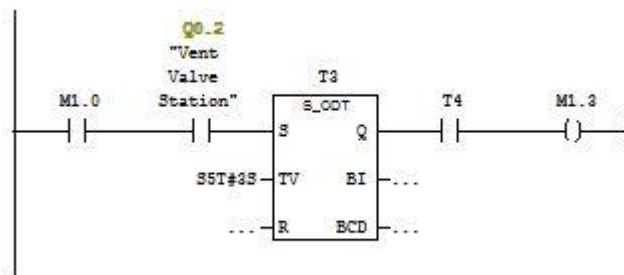 Q0.2
"Vent
Valve
Station"
M1.0
T3
S_ODT
T4
M1.3
S Q
S5T#3S TV BI ...
... R BCD ...